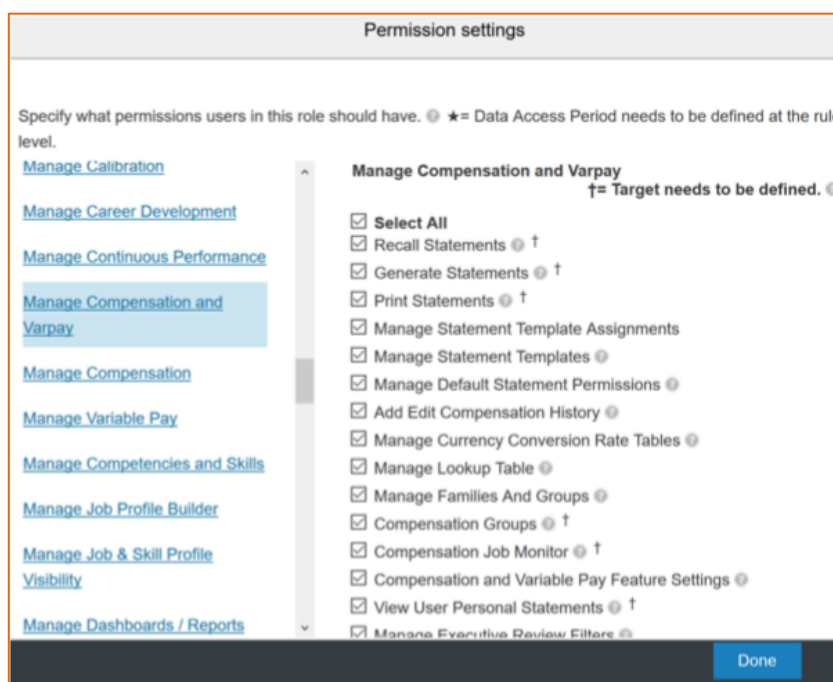 Permission settings
Specify what permissions users in this role should have. ★= Data Access Period needs to be defined at the rul
level.
Manage Calibration
Manage Career Development
Manage Continuous Performance
Manage Compensation and
Varpay
Manage Compensation
Manage Variable Pay
Manage Competencies and Skills
Manage Job Profile Builder
Manage Job & Skill Profile
Visibility
Manage Dashboards / Reports
Manage Compensation and Varpay
†= Target needs to be defined.
Select All
Recall Statements †
Generate Statements †
Print Statements †
Manage Statement Template Assignments
Manage Statement Templates
Manage Default Statement Permissions
Add Edit Compensation History
Manage Currency Conversion Rate Tables
Manage Lookup Table
Manage Families And Groups
Compensation Groups †
Compensation Job Monitor †
Compensation and Variable Pay Feature Settings
View User Personal Statements †
Manage Executive Review Filters
Done